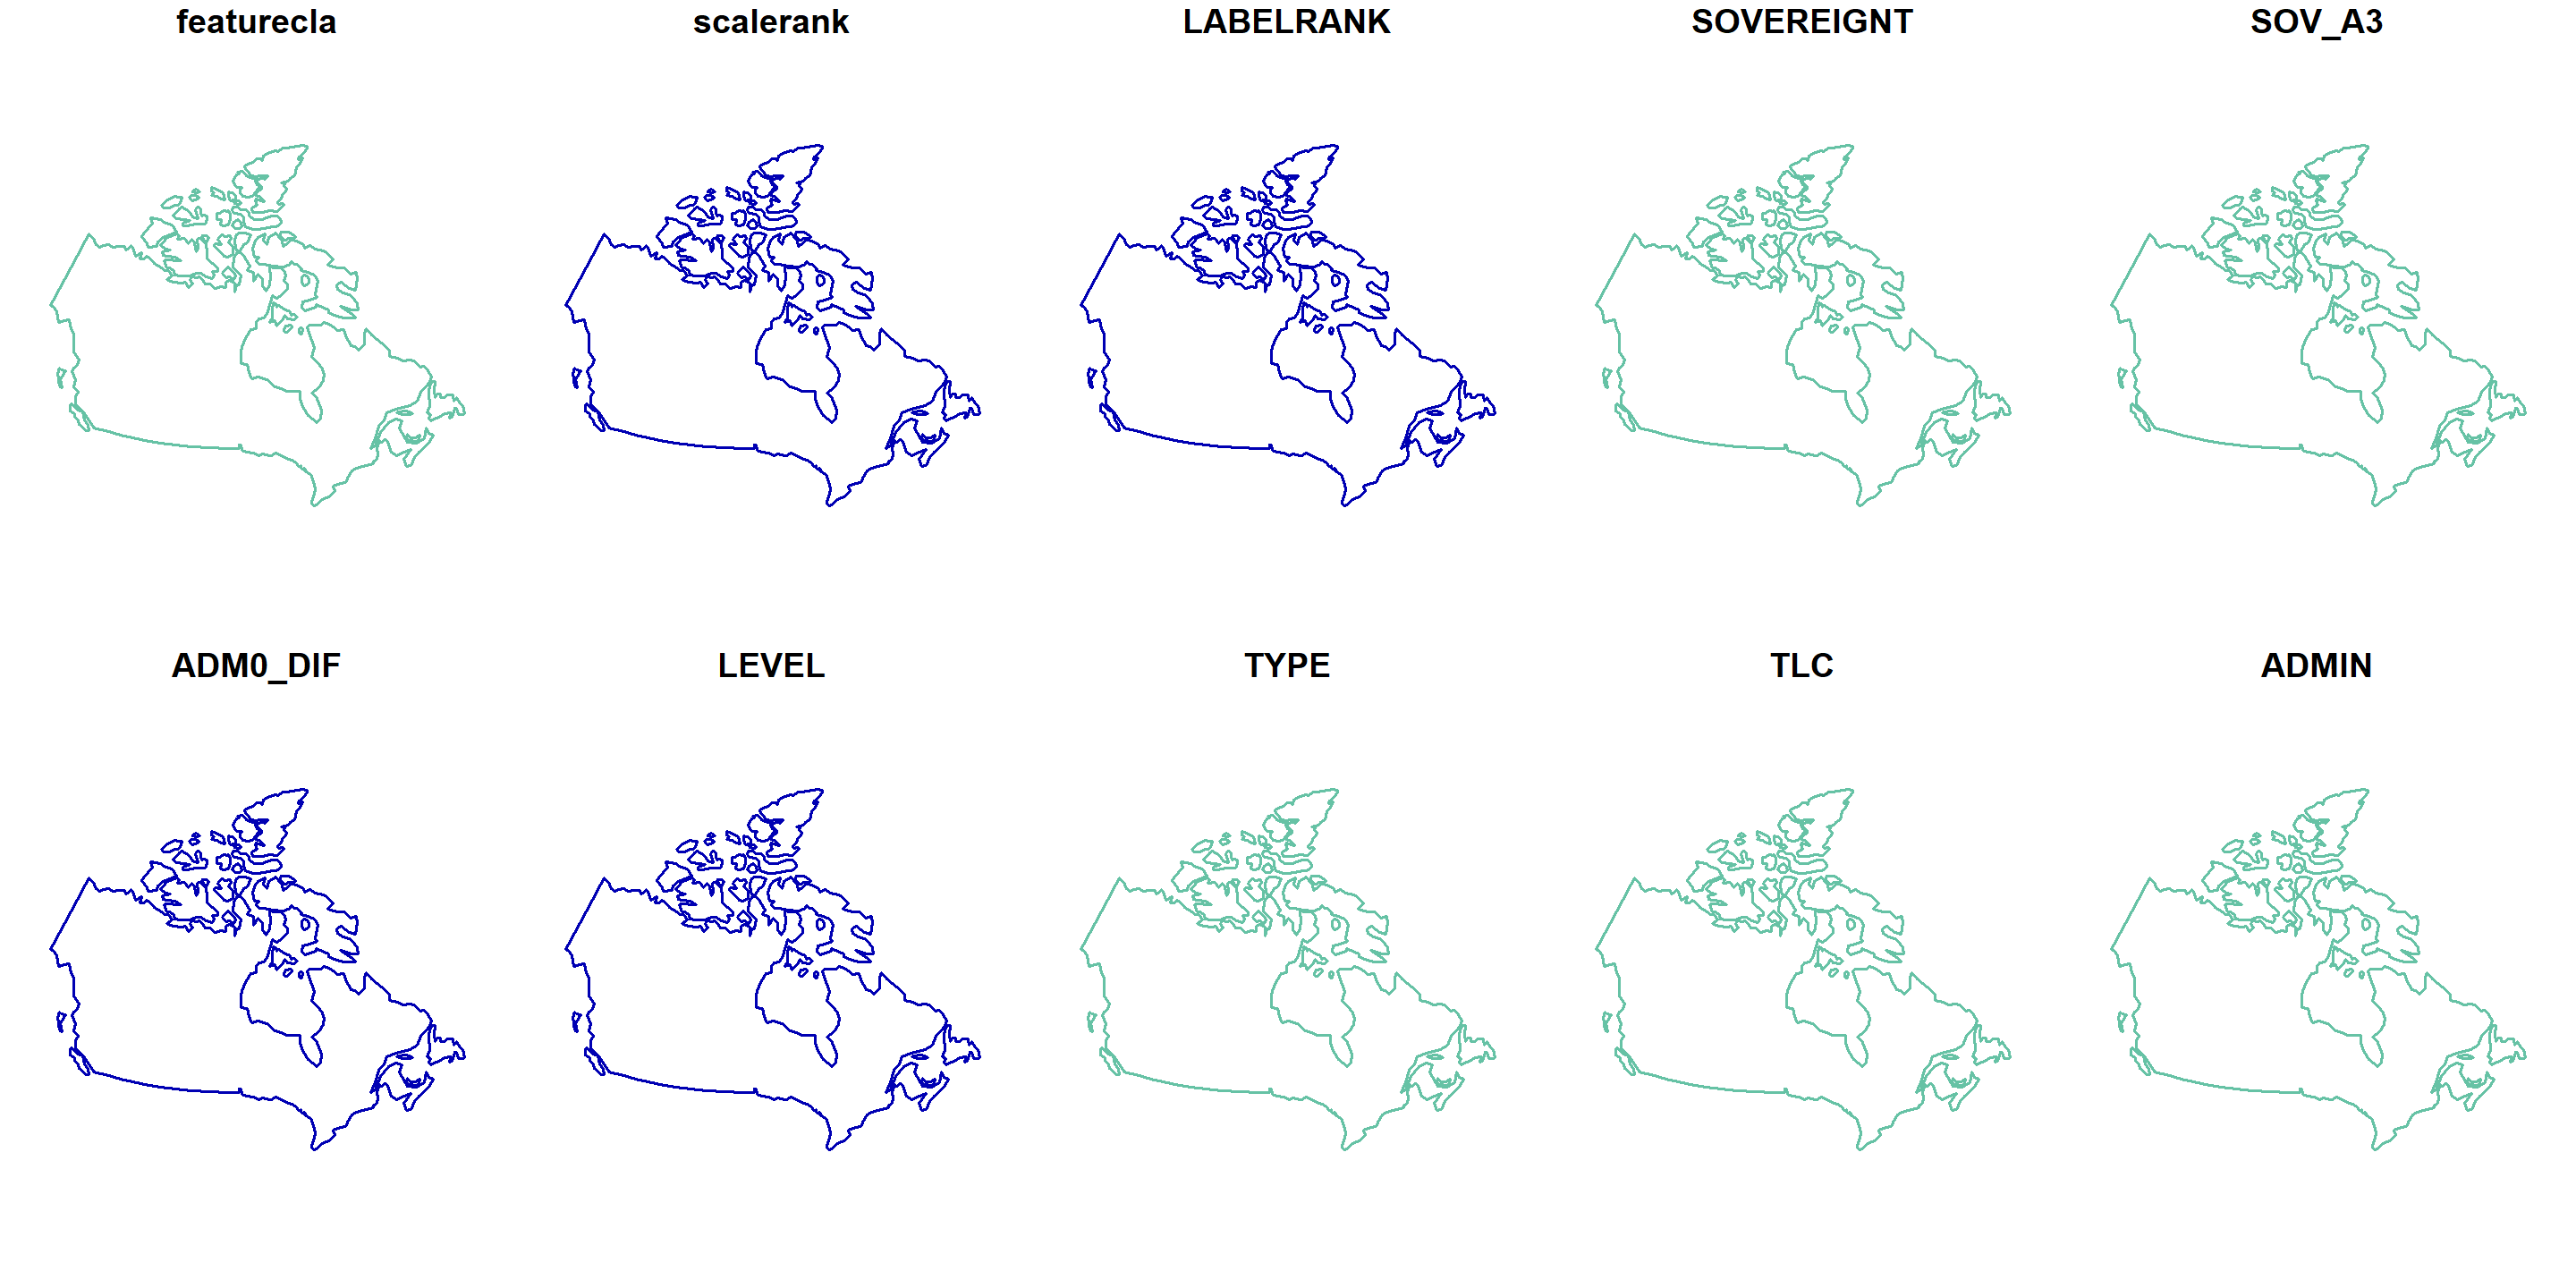 featurecla
scalerank
LABELRANK
SOVEREIGNT
SOV_A3
ADM0_DIF
LEVEL
TYPE
TLC
ADMIN